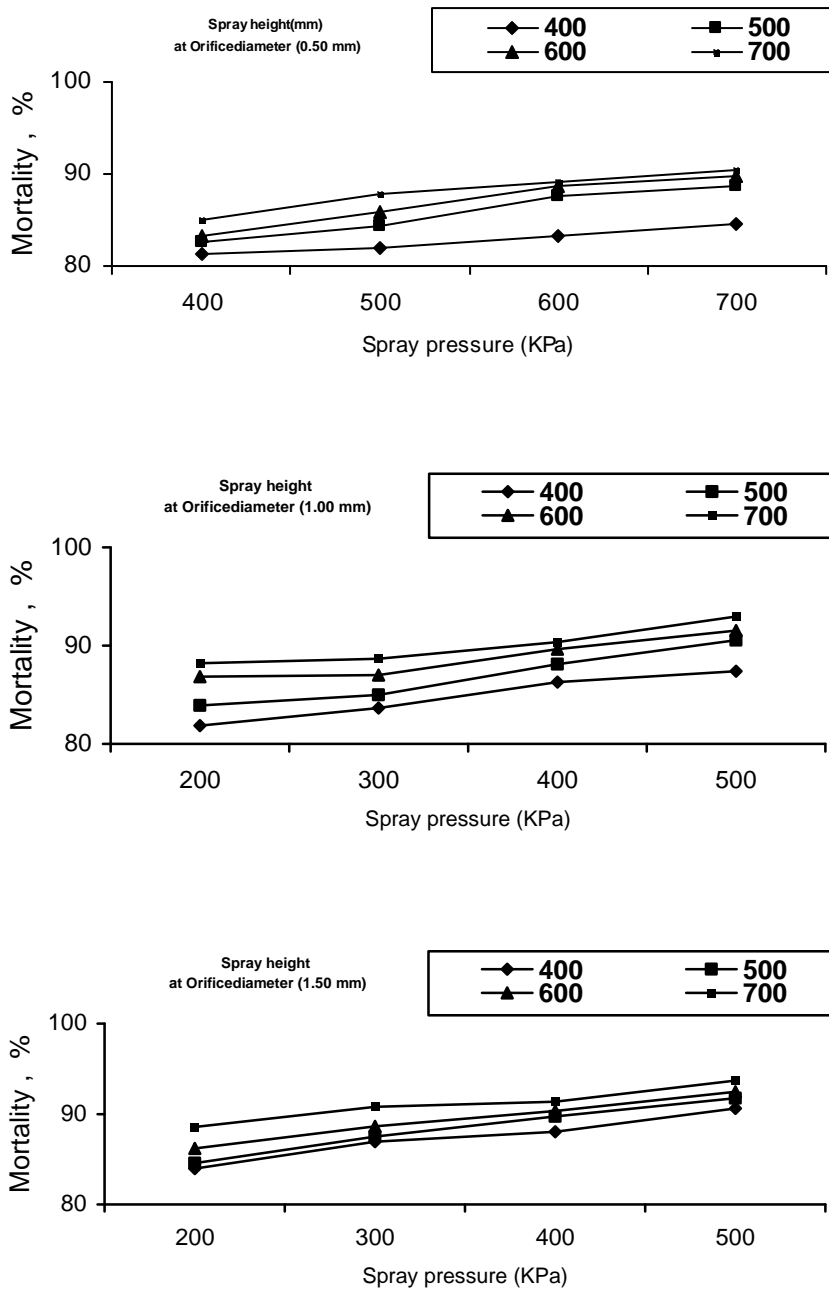 Spray height(mm)
at Orificediameter (0.50 mm)
400 500
600 700
100
90
80
Mortality , %
400 500 600 700
Spray pressure (KPa)
Spray height
at Orificediameter (1.00 mm)
400 500
600 700
100
90
80
Mortality , %
200 300 400 500
Spray pressure (KPa)
Spray height
at Orificediameter (1.50 mm)
400 500
600 700
100
90
80
Mortality , %
200 300 400 500
Spray pressure (KPa)